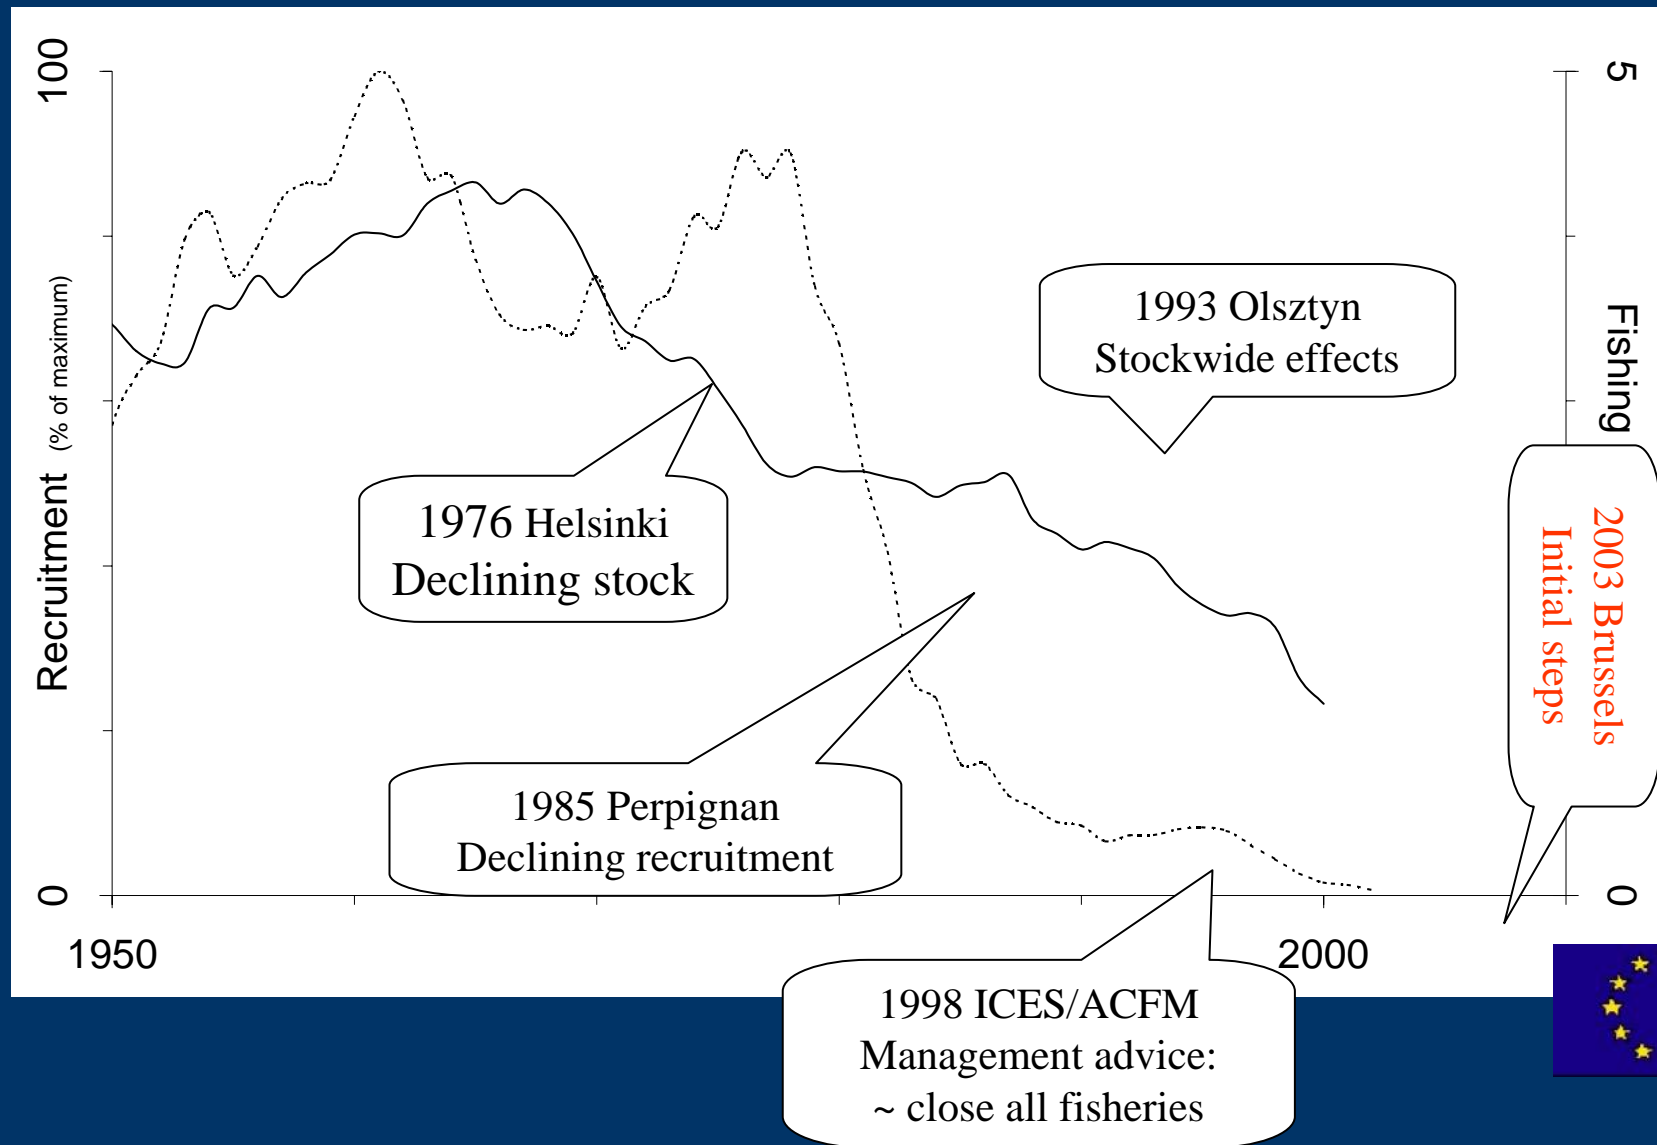 100
Recruitment (% of maximum)
0
1950
2000
5
Fishing
0
1976 Helsinki
Declining stock
1985 Perpignan
Declining recruitment
1993 Olsztyn
Stockwide effects
1998 ICES/ACFM
Management advice:
~ close all fisheries
2003 Brussels
Initial steps